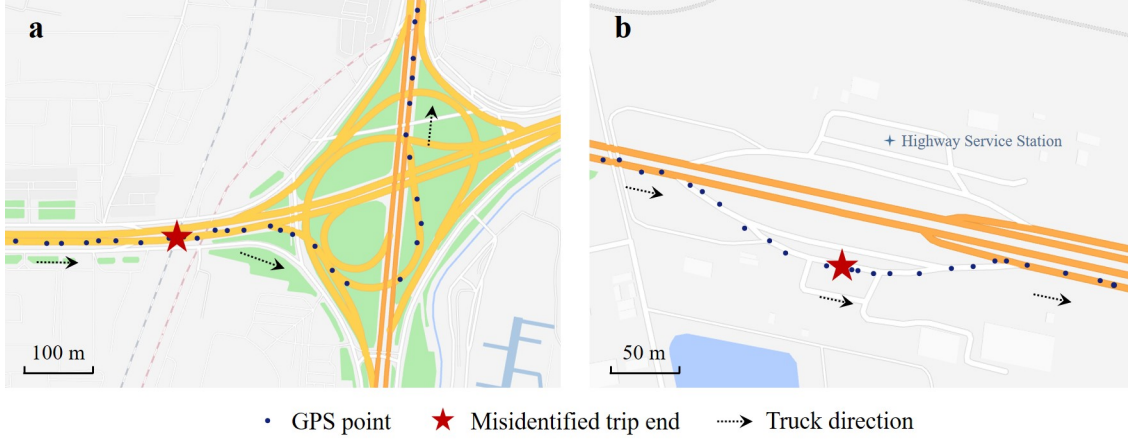 a
b
Highway Service Station
100 m
50 m
GPS point
Misidentified trip end
Truck direction